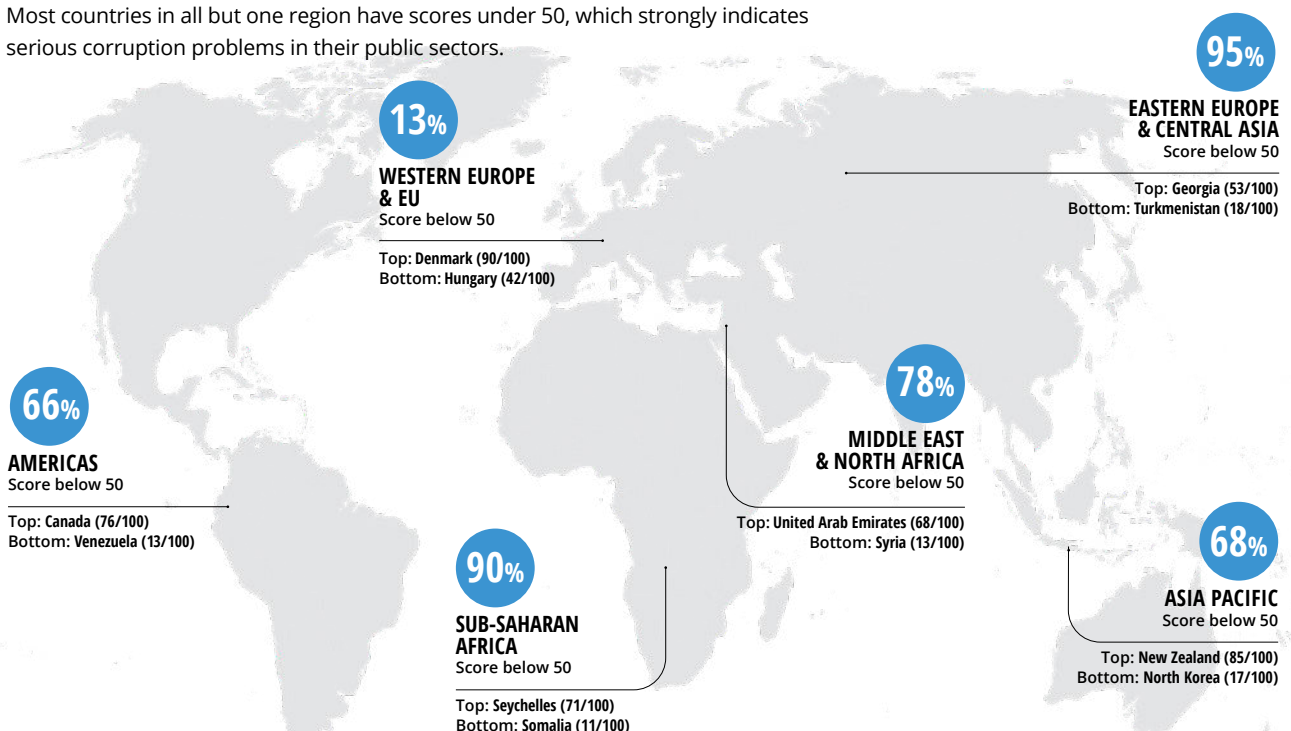 Most countries in all but one region have scores under 50, which strongly indicates
serious corruption problems in their public sectors.
95%
EASTERN EUROPE
& CENTRAL ASIA
Score below 50
Top: Georgia (53/100)
Bottom: Turkmenistan (18/100)
13%
WESTERN EUROPE
& EU
Score below 50
Top: Denmark (90/100)
Bottom: Hungary (42/100)
78%
MIDDLE EAST
& NORTH AFRICA
Score below 50
Top: United Arab Emirates (68/100)
Bottom: Syria (13/100)
66%
AMERICAS
Score below 50
Top: Canada (76/100)
Bottom: Venezuela (13/100)
90%
SUB-SAHARAN
AFRICA
Score below 50
Top: Seychelles (71/100)
Bottom: Somalia (11/100)
68%
ASIA PACIFIC
Score below 50
Top: New Zealand (85/100)
Bottom: North Korea (17/100)